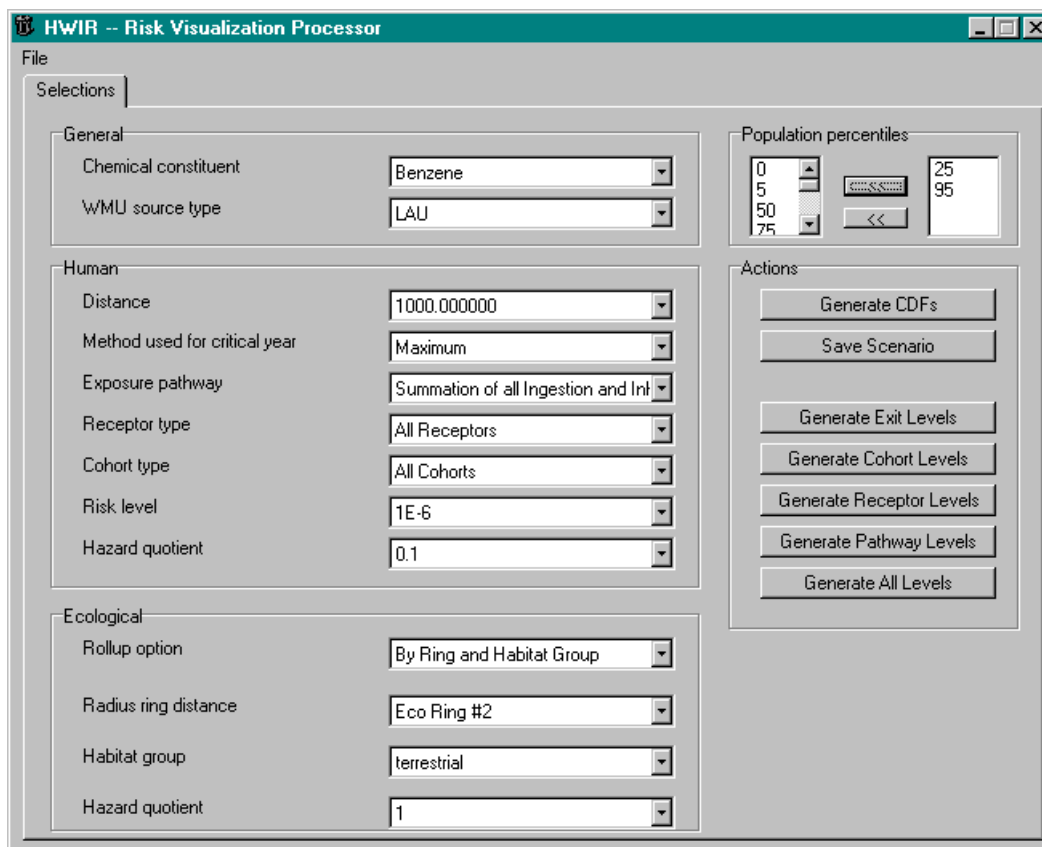 HWIR -- Risk Visualization Processor
File
Selections
General
Chemical constituent Benzene
WMU source type LAU
Human
Distance 1000.000000
Method used for critical year Maximum
Exposure pathway Summation of all Ingestion and Inh
Receptor type All Receptors
Cohort type All Cohorts
Risk level 1E-6
Hazard quotient 0.1
Ecological
Rollup option By Ring and Habitat Group
Radius ring distance Eco Ring #2
Habitat group terrestrial
Hazard quotient 1
Population percentiles
0
5
50
75
<<
25
95
Actions
Generate CDFs
Save Scenario
Generate Exit Levels
Generate Cohort Levels
Generate Receptor Levels
Generate Pathway Levels
Generate All Levels